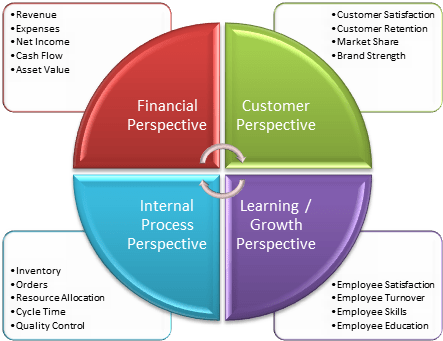 • Revenue
• Expenses
• Net Income
• Cash Flow
• Asset Value
• Customer Satisfaction
• Customer Retention
• Market Share
• Brand Strength
Financial
Perspective
Customer
Perspective
Internal
Process
Perspective
Learning /
Growth
Perspective
• Inventory
• Orders
• Resource Allocation
• Cycle Time
• Quality Control
• Employee Satisfaction
• Employee Turnover
• Employee Skills
• Employee Education